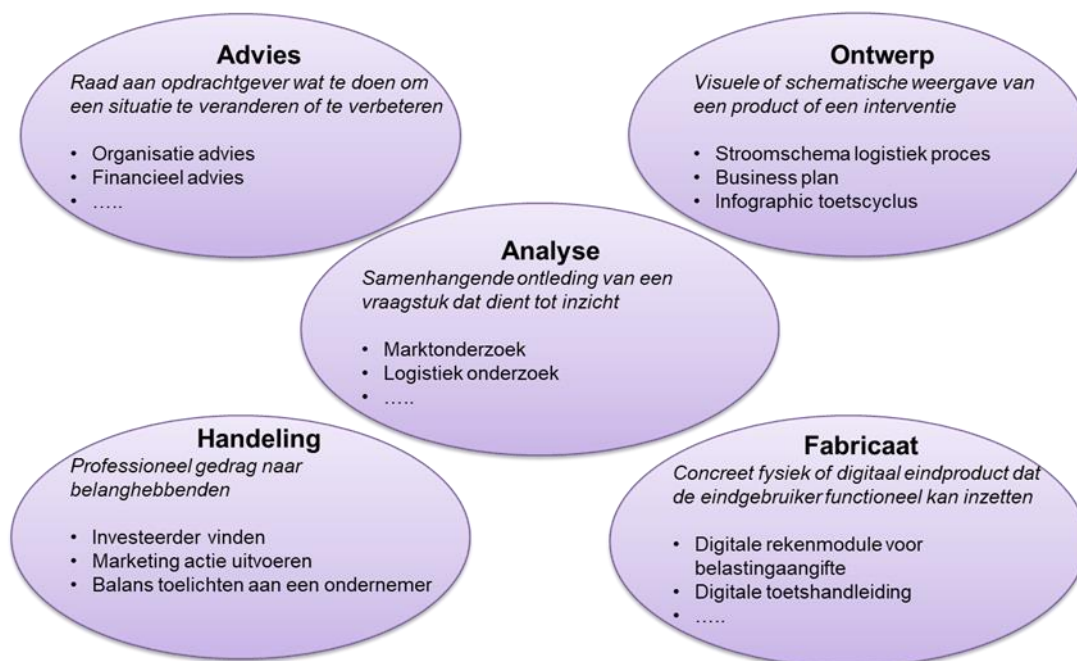 Advies
Raad aan opdrachtgever wat te doen om
een situatie te veranderen of te verbeteren
• Organisatie advies
• Financieel advies
• …..
Ontwerp
Visuele of schematische weergave van
een product of een interventie
• Stroomschema logistiek proces
• Business plan
• Infographic toetscyclus
Analyse
Samenhangende ontleding van een
vraagstuk dat dient tot inzicht
• Marktonderzoek
• Logistiek onderzoek
• …..
Handeling
Professioneel gedrag naar
belanghebbenden
• Investeerder vinden
• Marketing actie uitvoeren
• Balans toelichten aan een ondernemer
Fabricaat
Concreet fysiek of digitaal eindproduct dat
de eindgebruiker functioneel kan inzetten
• Digitale rekenmodule voor
belastingaangifte
• Digitale toetshandleiding
• …..